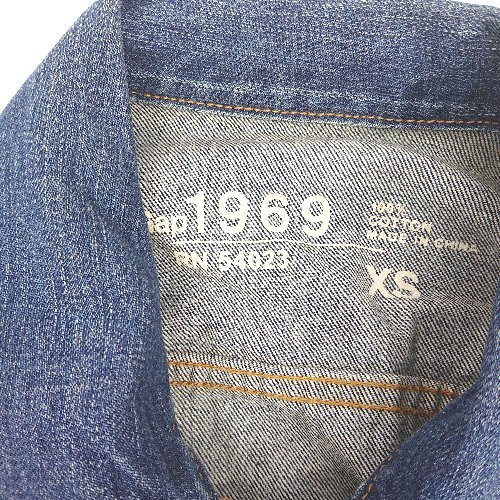 Gap1969
RN 54023
100%
COTTON
MADE IN CHINA
XS